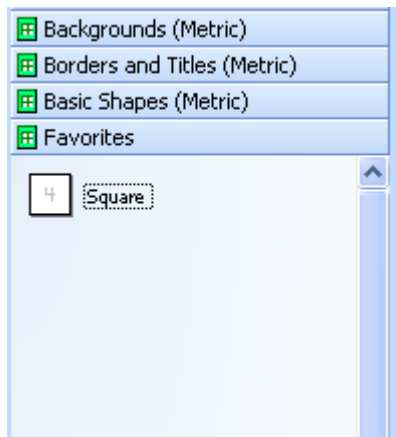 Backgrounds (Metric)
Borders and Titles (Metric)
Basic Shapes (Metric)
Favorites
4 Square